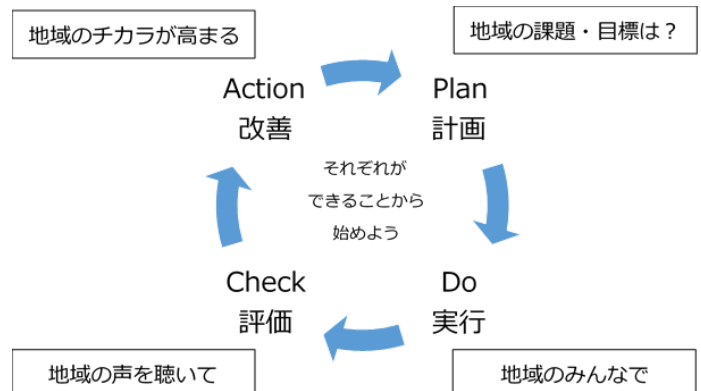 地域のチカラが高まる
地域の課題・目標は？
Action
改善
Plan
計画
それぞれが
できることから
始めよう
Check
評価
Do
実行
地域の声を聴いて
地域のみんなで